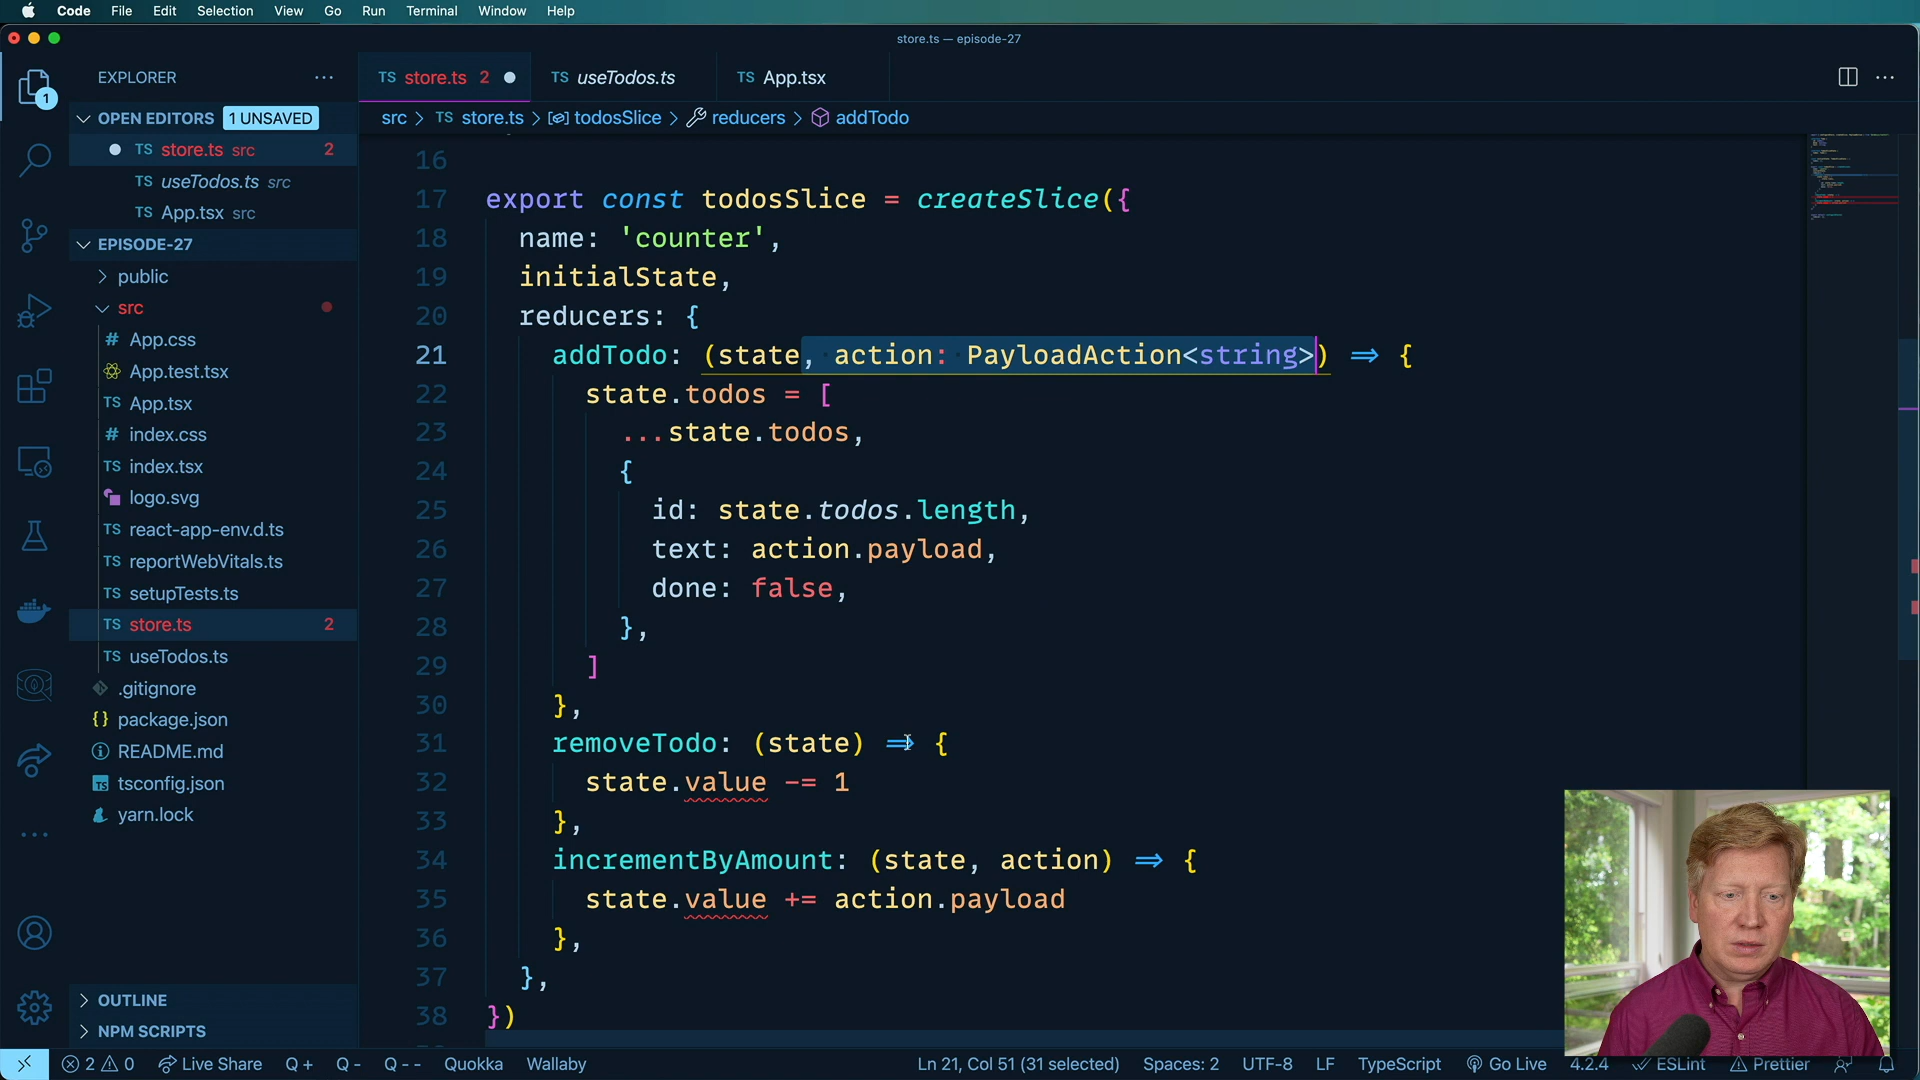 Code File Edit Selection View Go Run Terminal Window Help
store.ts — episode-27
EXPLORER
TS store.ts 2
TS useTodos.ts
TS App.tsx
1
OPEN EDITORS 1 UNSAVED
TS store.ts src 2
TS useTodos.ts src
TS App.tsx src
EPISODE-27
public
src
# App.css
App.test.tsx
TS App.tsx
# index.css
TS index.tsx
logo.svg
TS react-app-env.d.ts
TS reportWebVitals.ts
TS setupTests.ts
TS store.ts 2
TS useTodos.ts
.gitignore
{} package.json
README.md
TS tsconfig.json
yarn.lock
OUTLINE
NPM SCRIPTS
src > TS store.ts > todosSlice > reducers > addTodo
16
17 export const todosSlice = createSlice({
18 name: 'counter',
19 initialState,
20 reducers: {
21 addTodo: (state, action: PayloadAction<string>) => {
22 state.todos = [
23 ...state.todos,
24 {
25 id: state.todos.length,
26 text: action.payload,
27 done: false,
28 },
29 ]
30 },
31 removeTodo: (state) => {
32 state.value -= 1
33 },
34 incrementByAmount: (state, action) => {
35 state.value += action.payload
36 },
37 },
38 })
2 0 Live Share Q + Q - Q - - Quokka Wallaby Ln 21, Col 51 (31 selected) Spaces: 2 UTF-8 LF TypeScript Go Live 4.2.4 ESLint Prettier